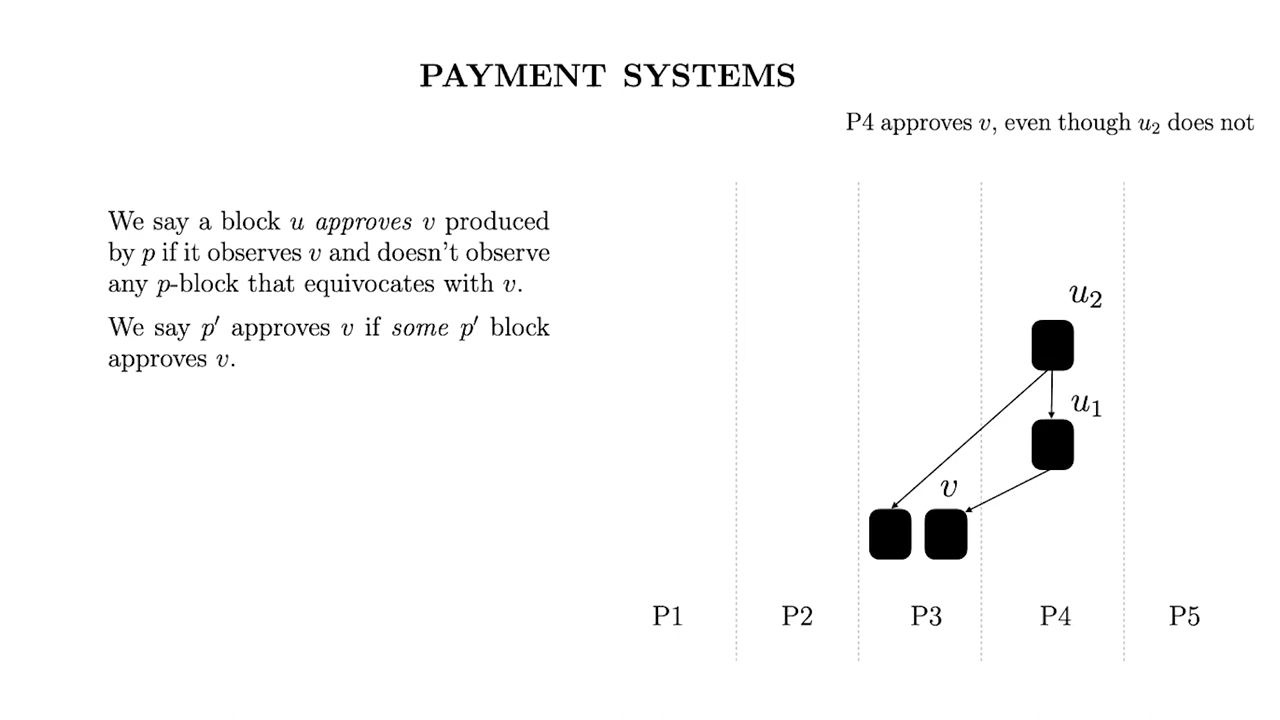 PAYMENT SYSTEMS
P4 approves v, even though u₂ does not
We say a block u approves v produced
by p if it observes v and doesn't observe
any p-block that equivocates with v.
We say p′ approves v if some p′ block
approves v.
u₂
u₁
v
P1 P2 P3 P4 P5